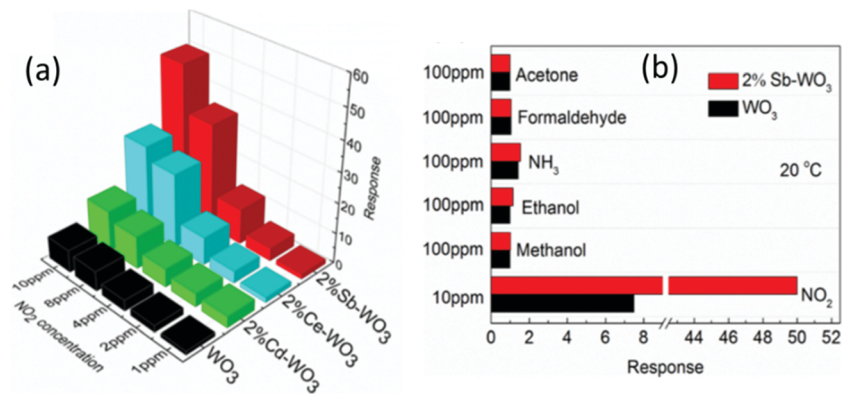 (a)
60
50
40
30
20
10
0
Response
10ppm
8ppm
4ppm
2ppm
1ppm
NO₂ concentration
WO₃
2%Cd-WO₃
2%Ce-WO₃
2%Sb-WO₃
(b)
2% Sb-WO₃
WO₃
20 °C
100ppm Acetone
100ppm Formaldehyde
100ppm NH₃
100ppm Ethanol
100ppm Methanol
10ppm NO₂
0 2 4 6 8 44 46 48 50 52
Response